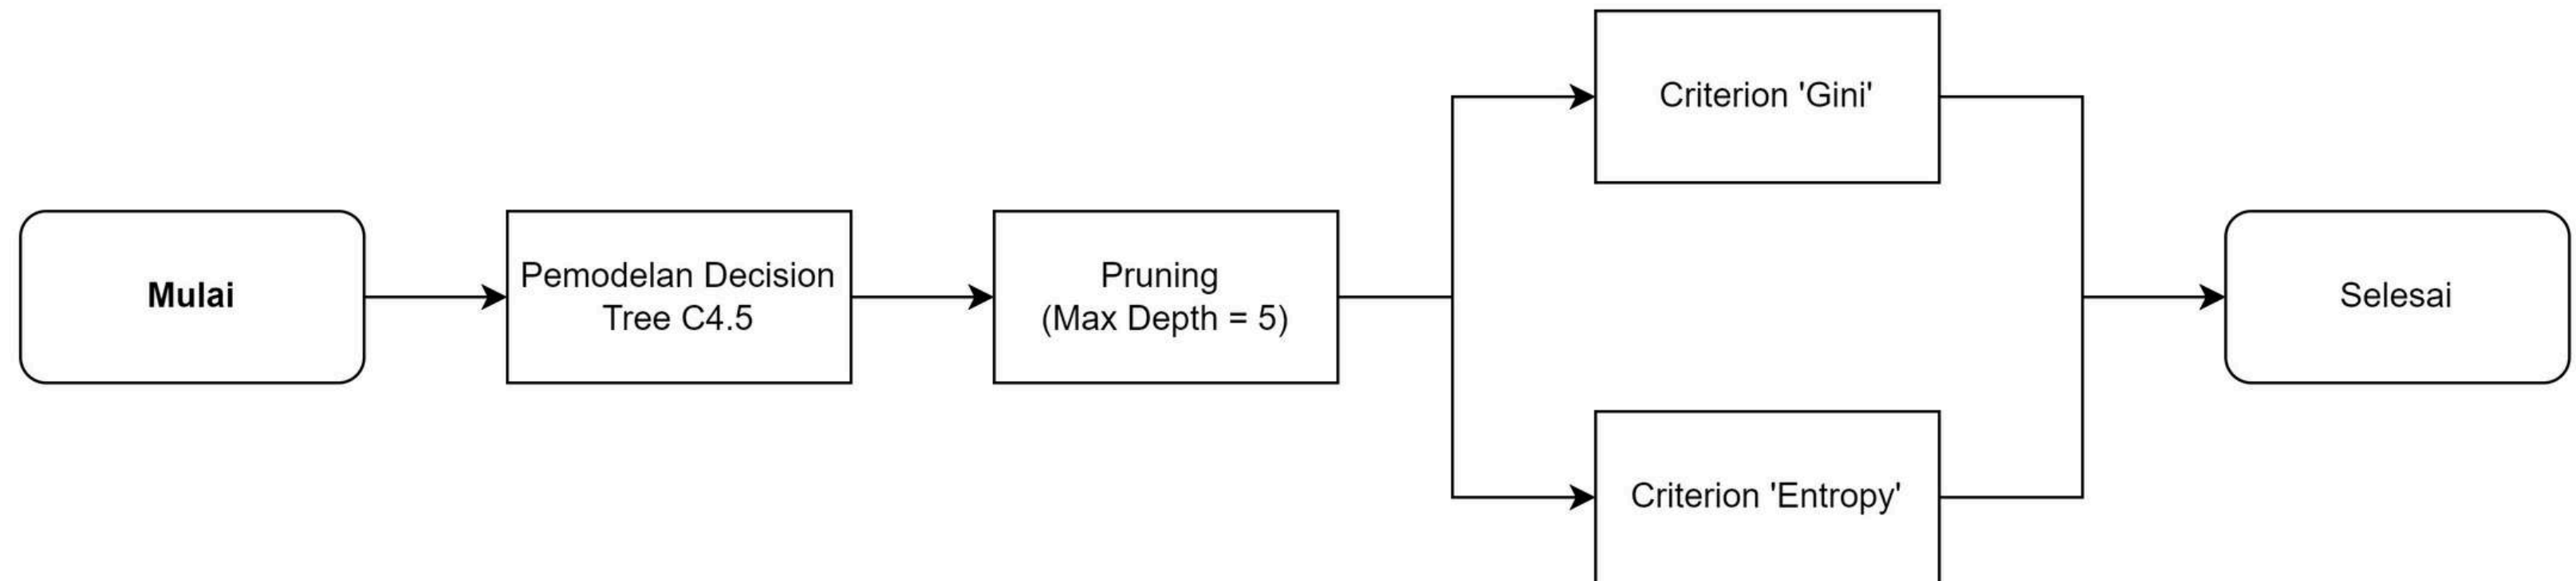 Mulai
Pemodelan Decision
Tree C4.5
Pruning
(Max Depth = 5)
Criterion 'Gini'
Criterion 'Entropy'
Selesai